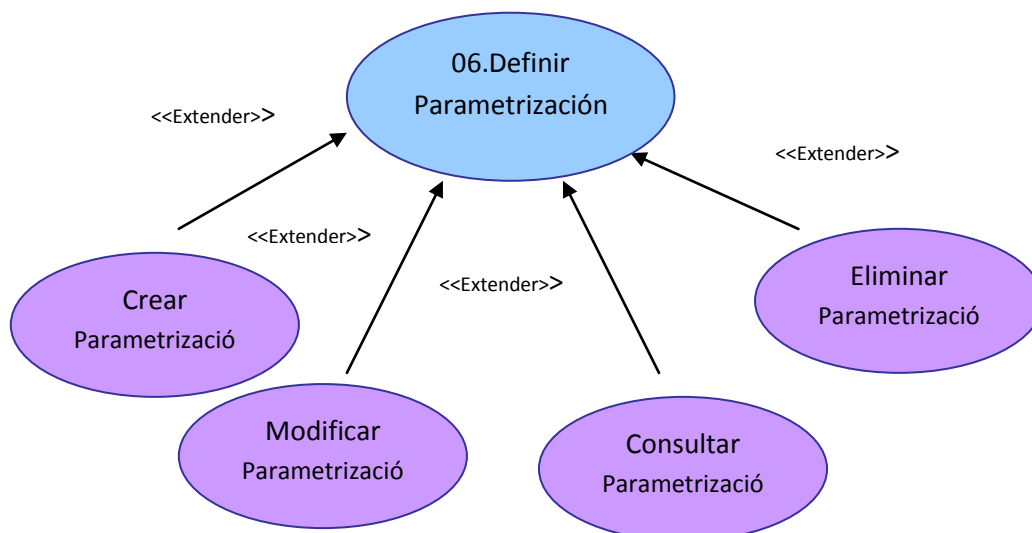 06.Definir
Parametrización
<<Extender>>
<<Extender>>
<<Extender>>
<<Extender>>
Crear
Parametrizació
Modificar
Parametrizació
Consultar
Parametrizació
Eliminar
Parametrizació